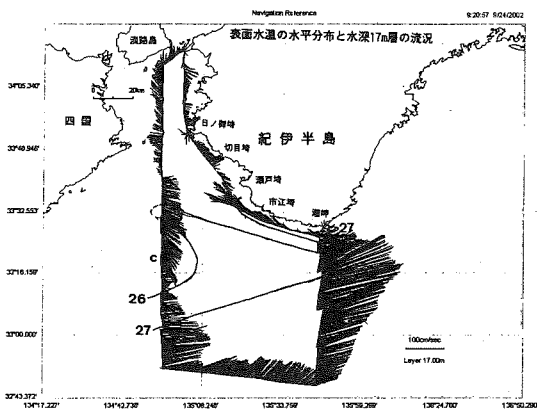 Navigation Reference
9:20:57 9/24/2002
表面水温の水平分布と水深17m層の流況
淡路島
34°05.340'
0 20km
四国
日ノ御埼
紀伊半島
33°48.946'
切目埼
瀬戸埼
市江埼
潮岬
33°32.553'
27
C
33°16.159'
26
27
33°00.000'
100cm/sec
Layer 17.00m
32°43.372'
134°17.227' 134°42.738' 135°08.248' 135°33.759' 135°59.269' 136°24.780' 136°50.290'